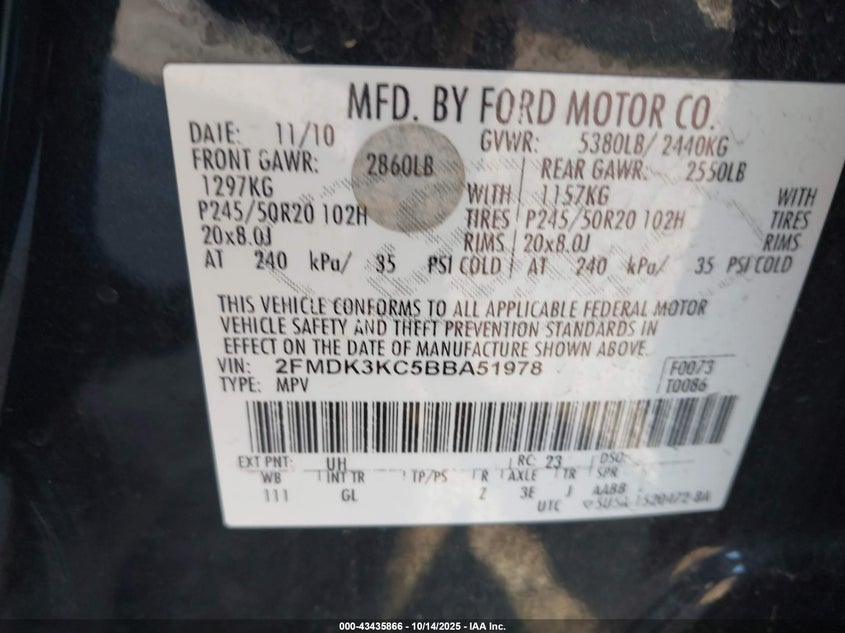 MFD. BY FORD MOTOR CO.
DATE: 11/10 GVWR: 5380LB/ 2440KG
FRONT GAWR: 2860LB REAR GAWR: 2550LB
1297KG WITH 1157KG WITH
P245/50R20 102H TIRES P245/50R20 102H TIRES
20x8.0J RIMS 20x8.0J RIMS
AT 240 kPa/ 35 PSI COLD AT 240 kPa/ 35 PSI COLD
THIS VEHICLE CONFORMS TO ALL APPLICABLE FEDERAL MOTOR
VEHICLE SAFETY AND THEFT PREVENTION STANDARDS IN
EFFECT ON THE DATE OF MANUFACTURE SHOWN ABOVE.
VIN: 2FMDK3KC5BBA51978 F0073
TYPE: MPV T0086
EXT PNT: UH RC: 23 DSO:
WB INT TR TP/PS R AXLE TR SPR
111 GL Z 3E J AABB
UTC
000-43435866 - 10/14/2025 - IAA Inc.